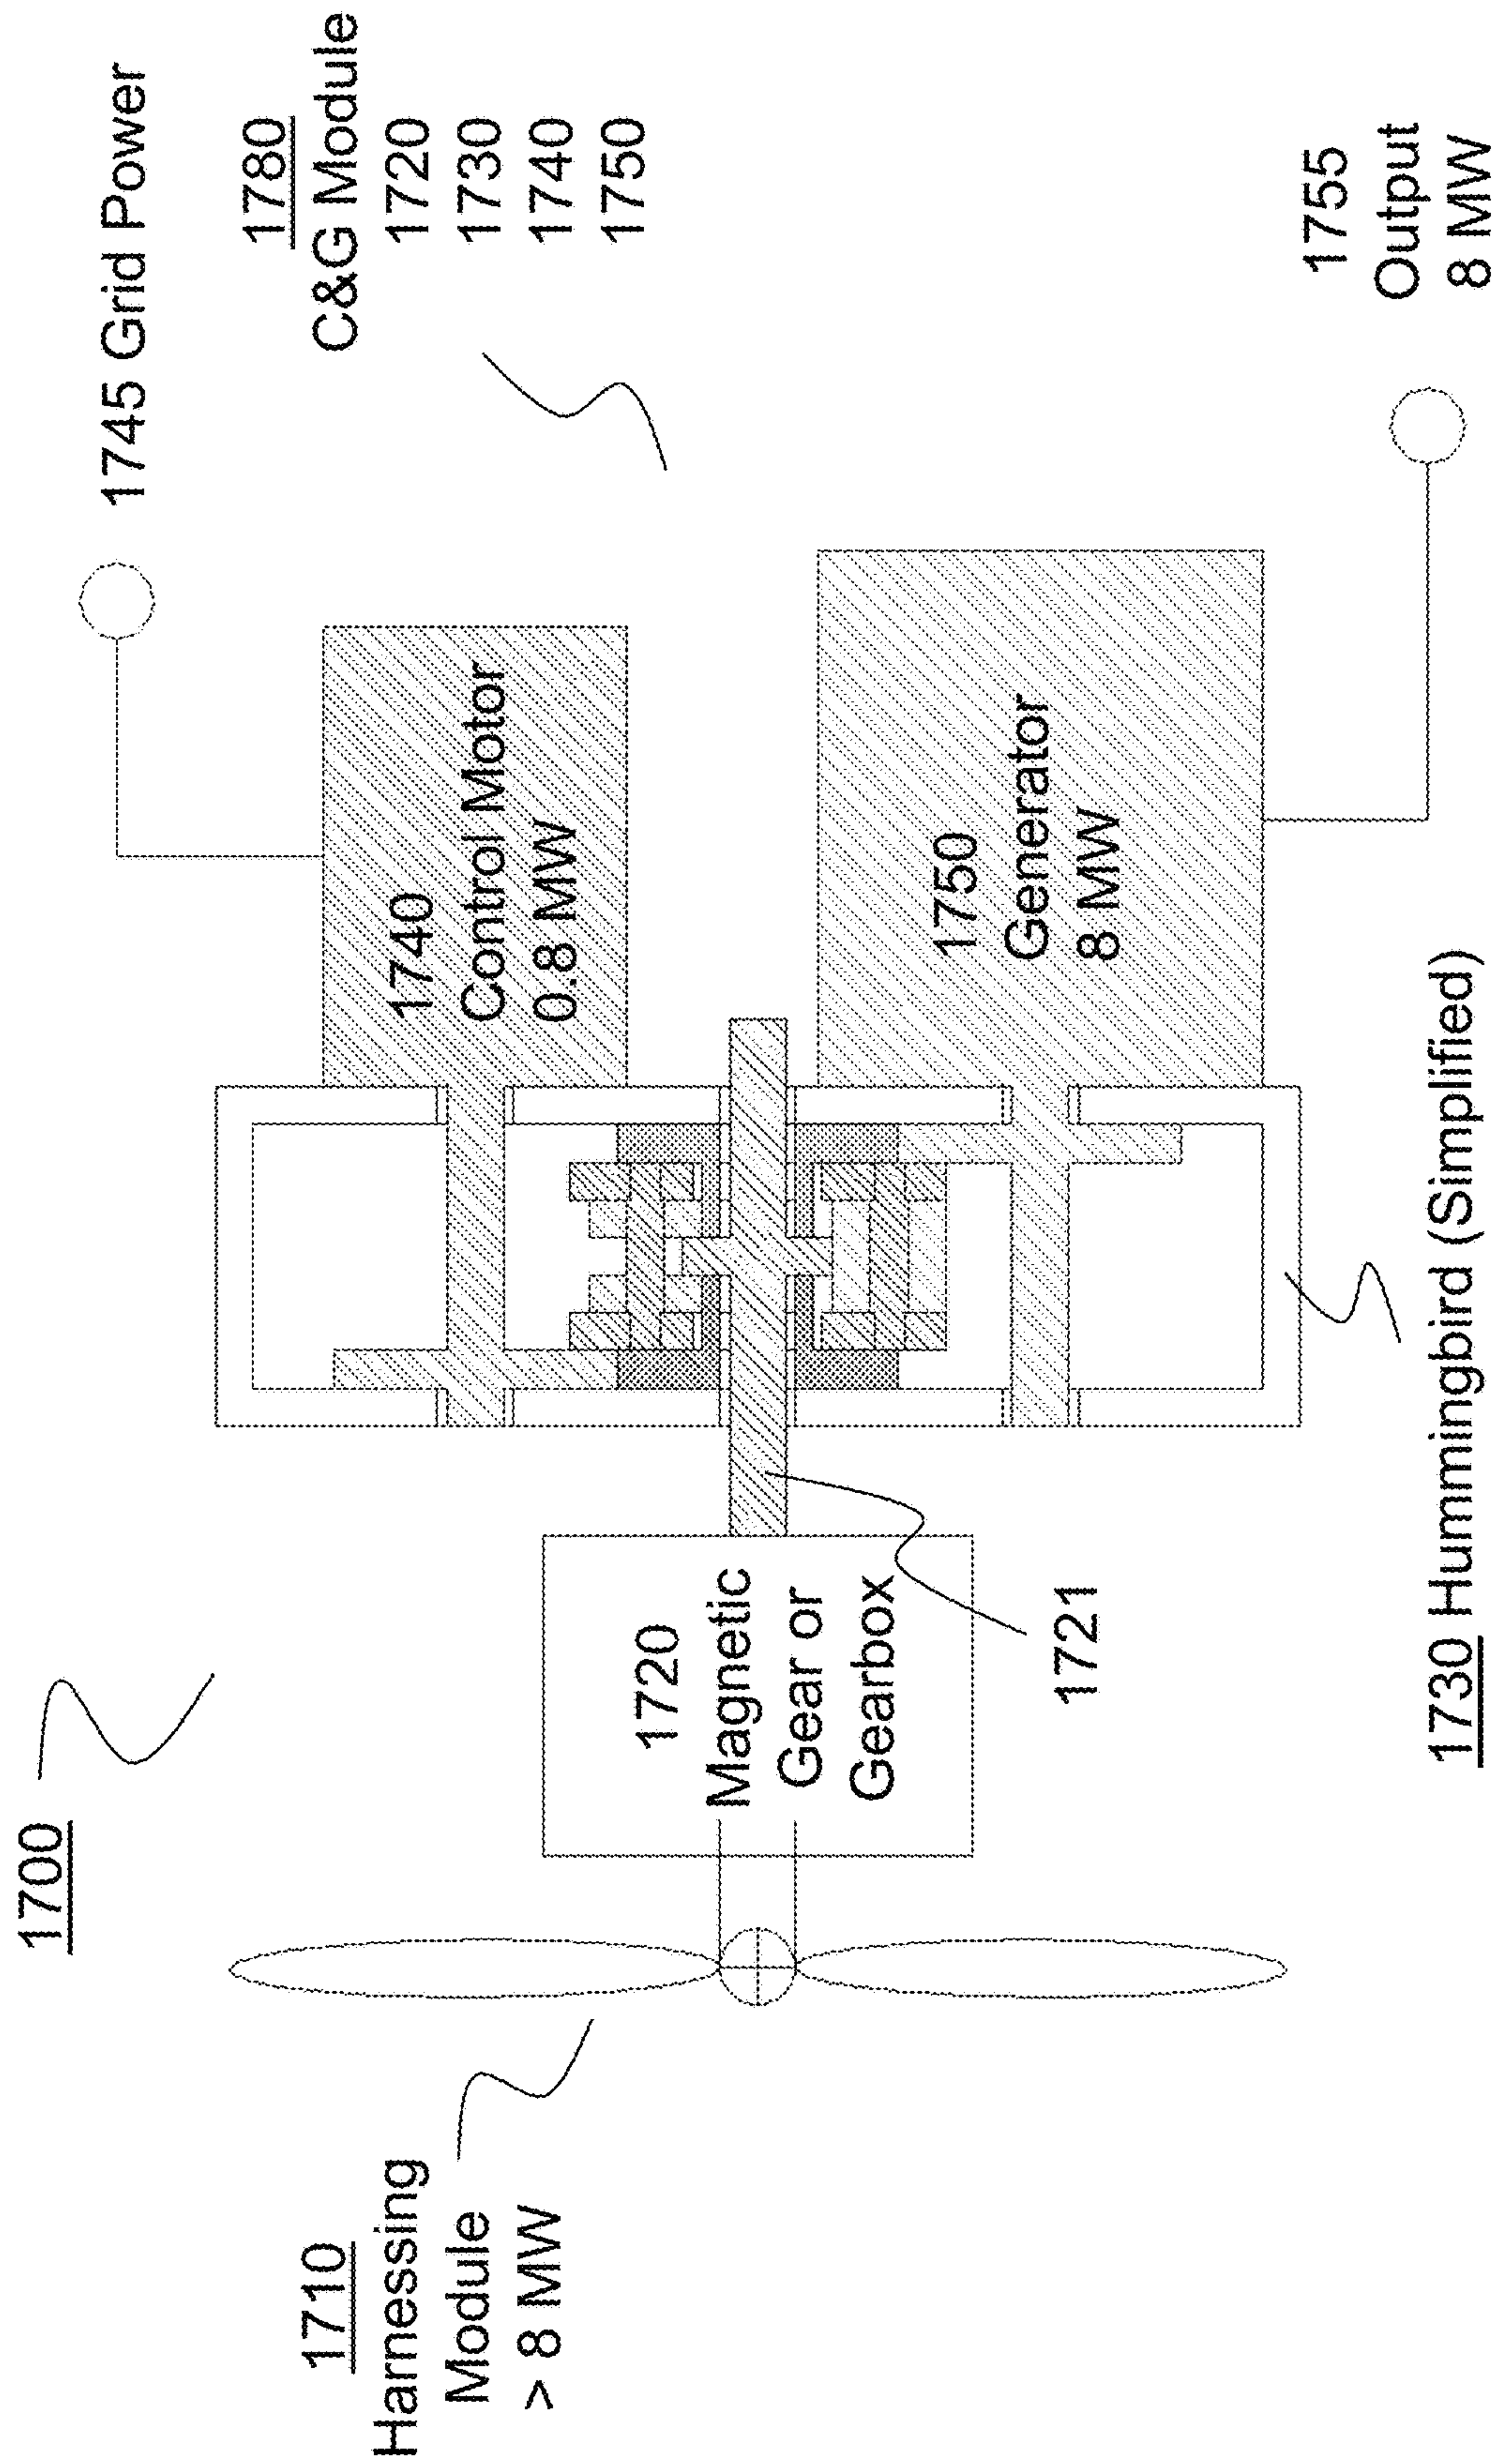 1700
1710
Harnessing
Module
> 8 MW
1720
Magnetic
Gear or
Gearbox
1721
1730 Hummingbird (Simplified)
1740
Control Motor
0.8 MW
1745 Grid Power
1750
Generator
8 MW
1755
Output
8 MW
1780
C&G Module
1720
1730
1740
1750